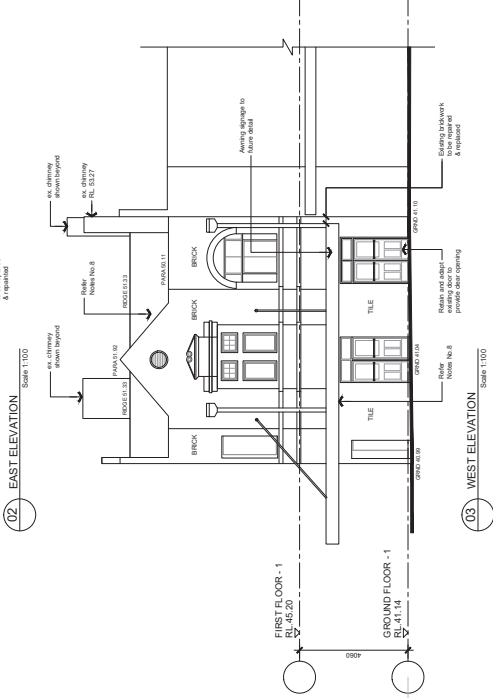 & repaired
02 EAST ELEVATION
Scale 1:100
ex. chimney
shown beyond
ex. chimney
RL. 53.27
ex. chimney
shown beyond
Refer
Notes No.8
PARA 51.92
RIDGE 51.33
RIDGE 51.33
PARA 50.11
BRICK
BRICK
BRICK
Awning signage to
future detail
FIRST FLOOR - 1
RL.45.20
4060
GROUND FLOOR - 1
RL.41.14
TILE
TILE
GRND 40.99
GRND 41.04
GRND 41.10
Refer
Notes No.8
Retain and adapt
existing door to
provide clear opening
Existing brickwork
to be repaired
& replaced
03 WEST ELEVATION
Scale 1:100